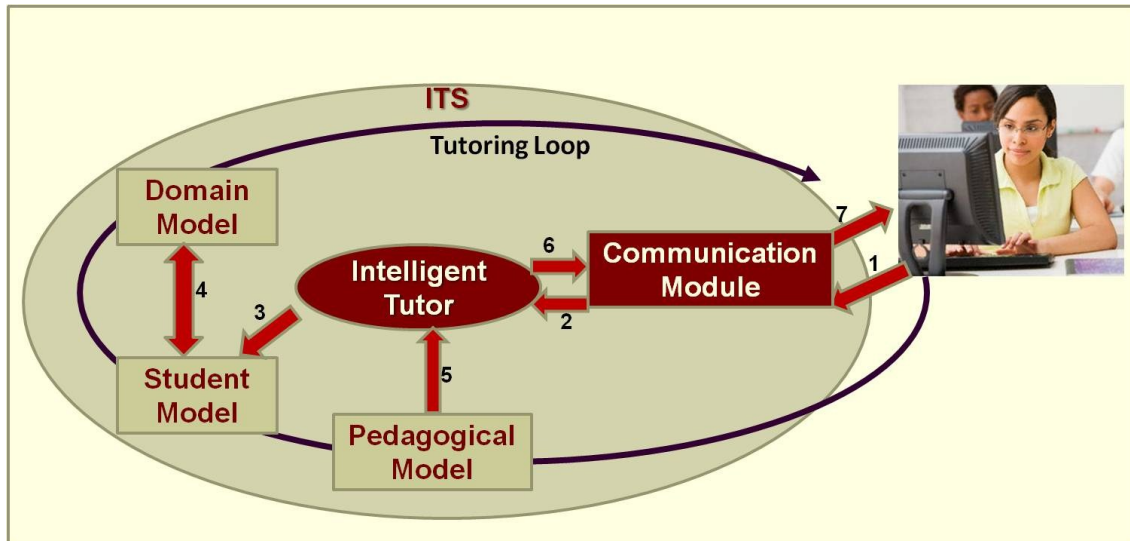 ITS
Tutoring Loop
Domain
Model
7
6
Communication
Module
1
Intelligent
Tutor
4
3
2
Student
Model
5
Pedagogical
Model